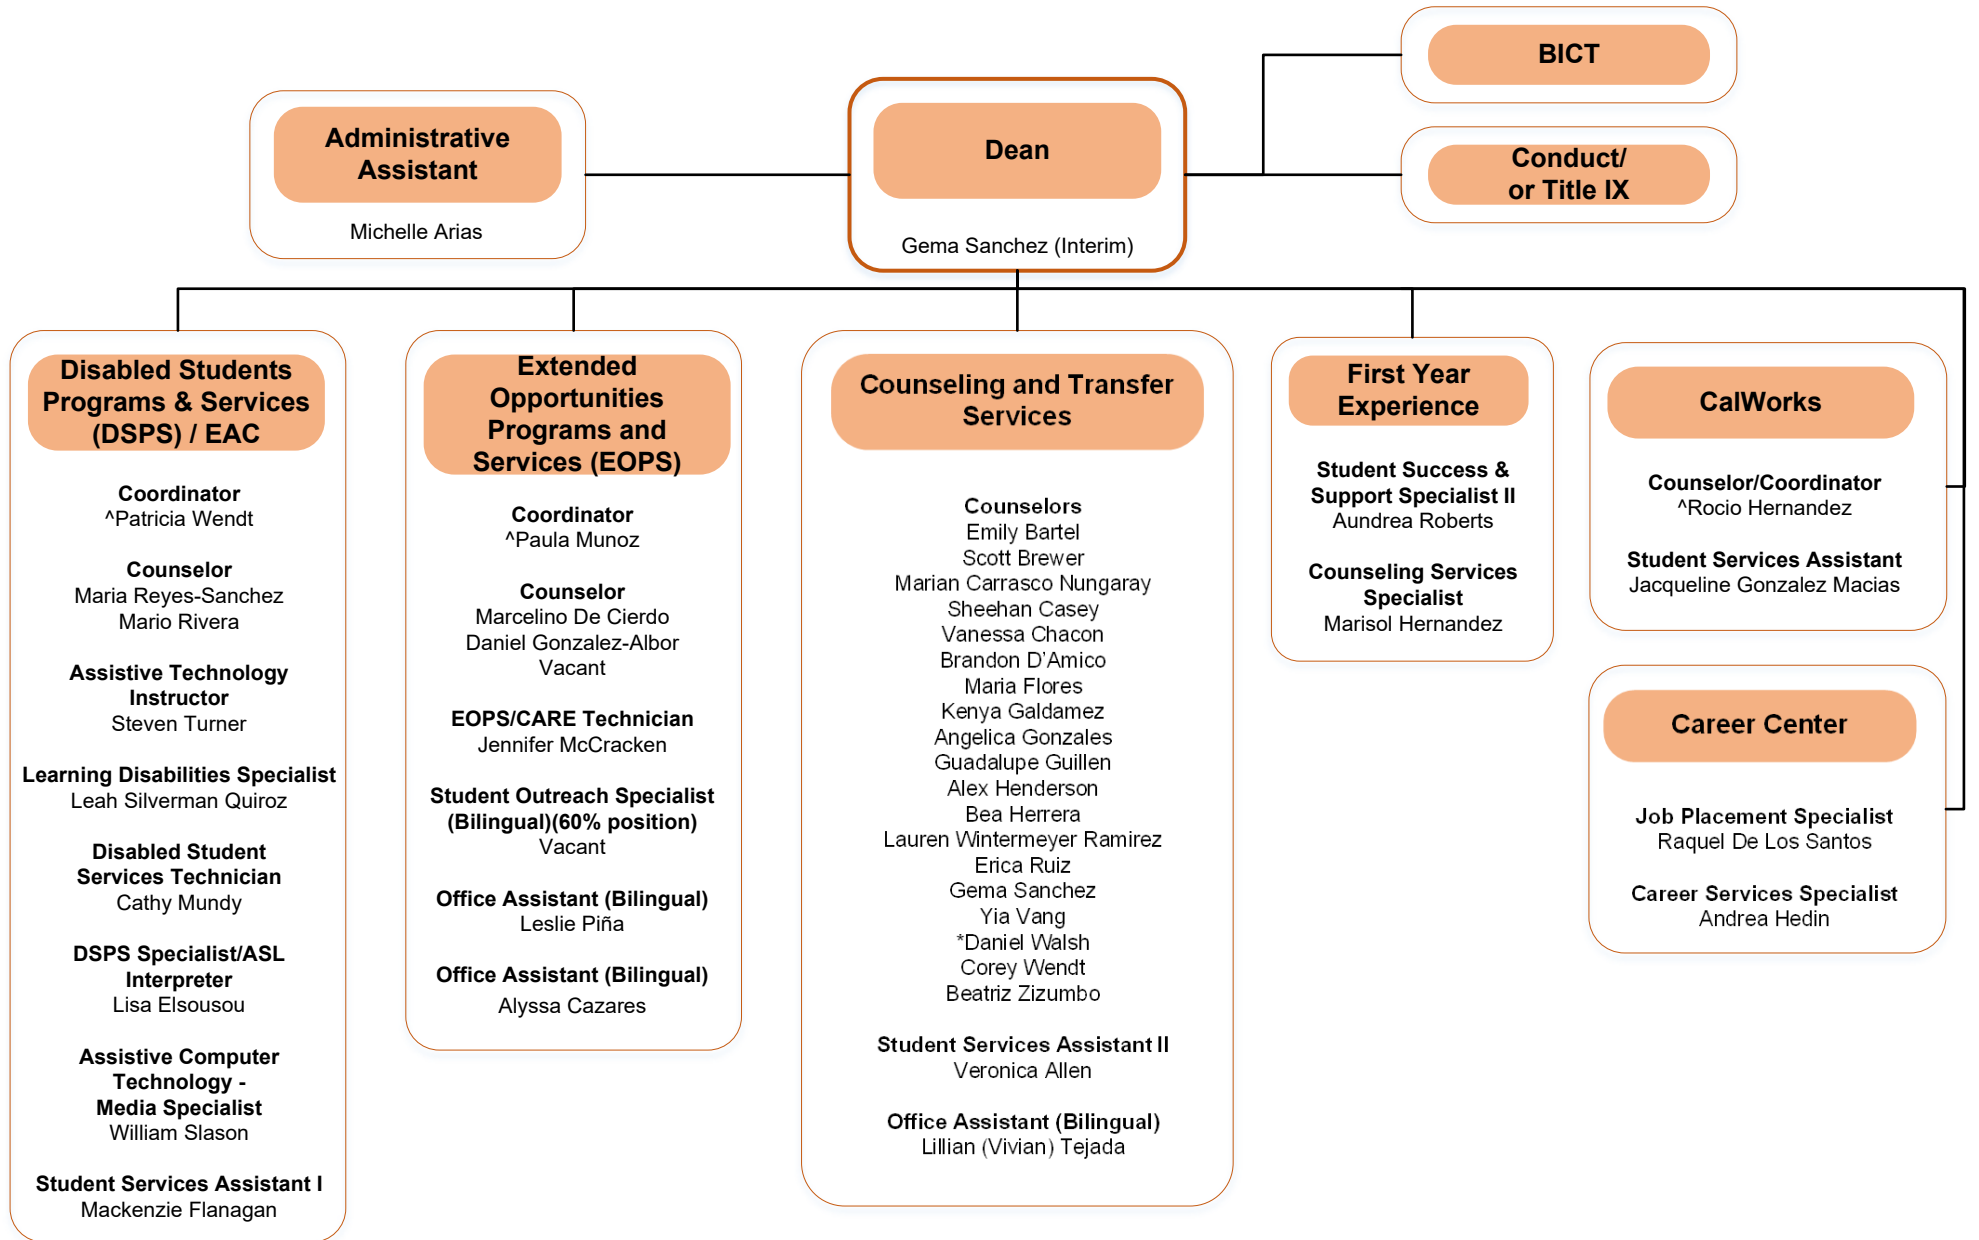 BICT
Administrative
Assistant
Michelle Arias
Dean
Gema Sanchez (Interim)
Conduct/
or Title IX
Disabled Students
Programs & Services
(DSPS) / EAC
Coordinator
^Patricia Wendt
Counselor
Maria Reyes-Sanchez
Mario Rivera
Assistive Technology
Instructor
Steven Turner
Learning Disabilities Specialist
Leah Silverman Quiroz
Disabled Student
Services Technician
Cathy Mundy
DSPS Specialist/ASL
Interpreter
Lisa Elsousou
Assistive Computer
Technology -
Media Specialist
William Slason
Student Services Assistant I
Mackenzie Flanagan
Extended
Opportunities
Programs and
Services (EOPS)
Coordinator
^Paula Munoz
Counselor
Marcelino De Cierdo
Daniel Gonzalez-Albor
Vacant
EOPS/CARE Technician
Jennifer McCracken
Student Outreach Specialist
(Bilingual)(60% position)
Vacant
Office Assistant (Bilingual)
Leslie Piña
Office Assistant (Bilingual)
Alyssa Cazares
Counseling and Transfer
Services
Counselors
Emily Bartel
Scott Brewer
Marian Carrasco Nungaray
Sheehan Casey
Vanessa Chacon
Brandon D'Amico
Maria Flores
Kenya Galdamez
Angelica Gonzales
Guadalupe Guillen
Alex Henderson
Bea Herrera
Lauren Wintermeyer Ramirez
Erica Ruiz
Gema Sanchez
Yia Vang
*Daniel Walsh
Corey Wendt
Beatriz Zizumbo
Student Services Assistant II
Veronica Allen
Office Assistant (Bilingual)
Lillian (Vivian) Tejada
First Year
Experience
Student Success &
Support Specialist II
Aundrea Roberts
Counseling Services
Specialist
Marisol Hernandez
CalWorks
Counselor/Coordinator
^Rocio Hernandez
Student Services Assistant
Jacqueline Gonzalez Macias
Career Center
Job Placement Specialist
Raquel De Los Santos
Career Services Specialist
Andrea Hedin